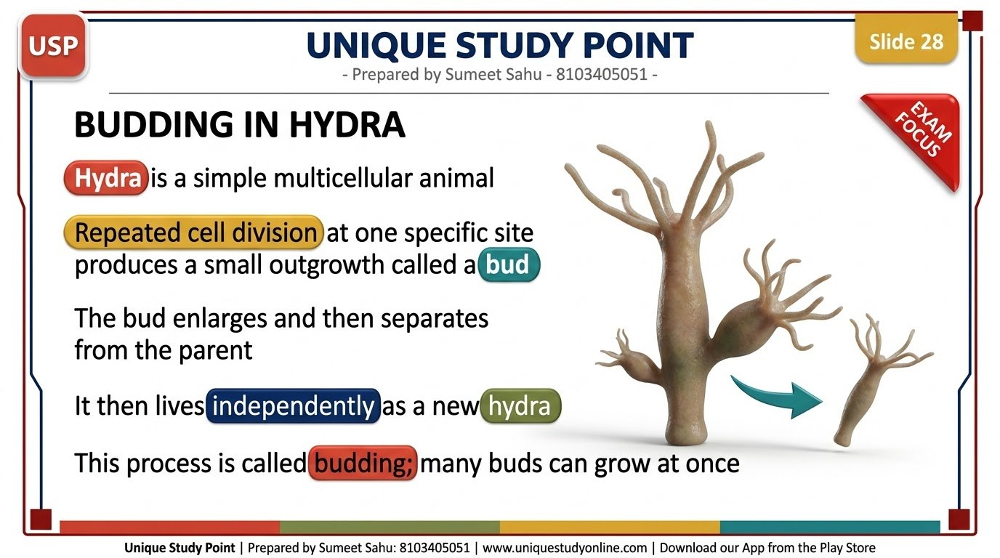 USP
UNIQUE STUDY POINT
- Prepared by Sumeet Sahu - 8103405051 -
Slide 28
EXAM
FOCUS
BUDDING IN HYDRA
Hydra is a simple multicellular animal
Repeated cell division at one specific site
produces a small outgrowth called a bud
The bud enlarges and then separates
from the parent
It then lives independently as a new hydra
This process is called budding; many buds can grow at once
Unique Study Point | Prepared by Sumeet Sahu: 8103405051 | www.uniquestudyonline.com | Download our App from the Play Store